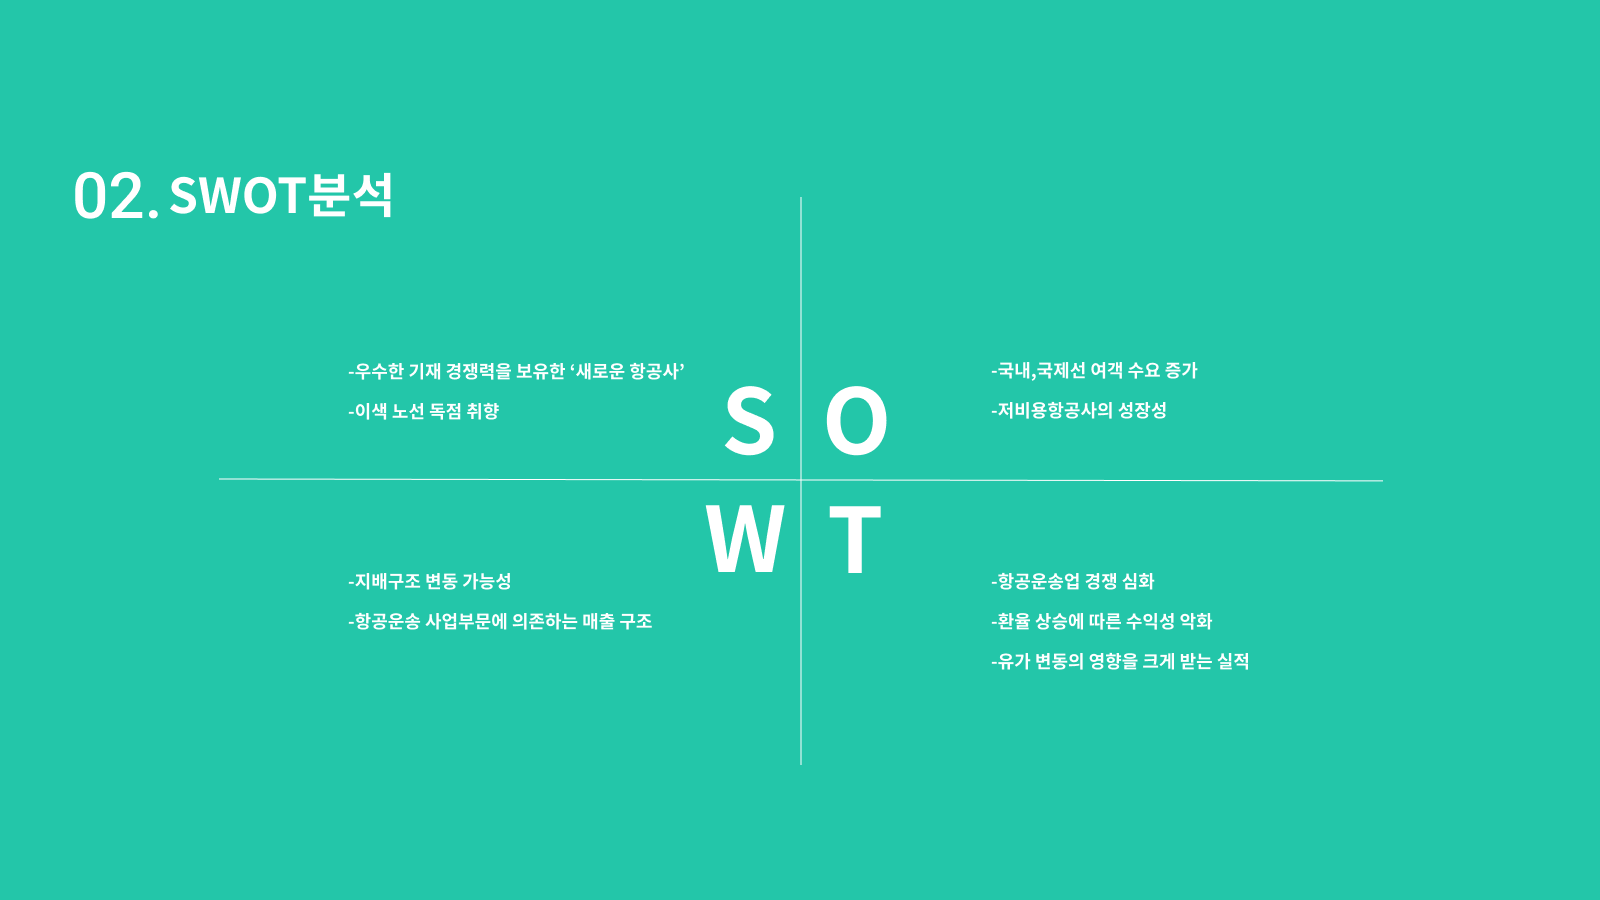 02. SWOT분석
-우수한 기재 경쟁력을 보유한 ‘새로운 항공사’
-이색 노선 독점 취향
S
-국내,국제선 여객 수요 증가
-저비용항공사의 성장성
O
W
-지배구조 변동 가능성
-항공운송 사업부문에 의존하는 매출 구조
T
-항공운송업 경쟁 심화
-환율 상승에 따른 수익성 악화
-유가 변동의 영향을 크게 받는 실적